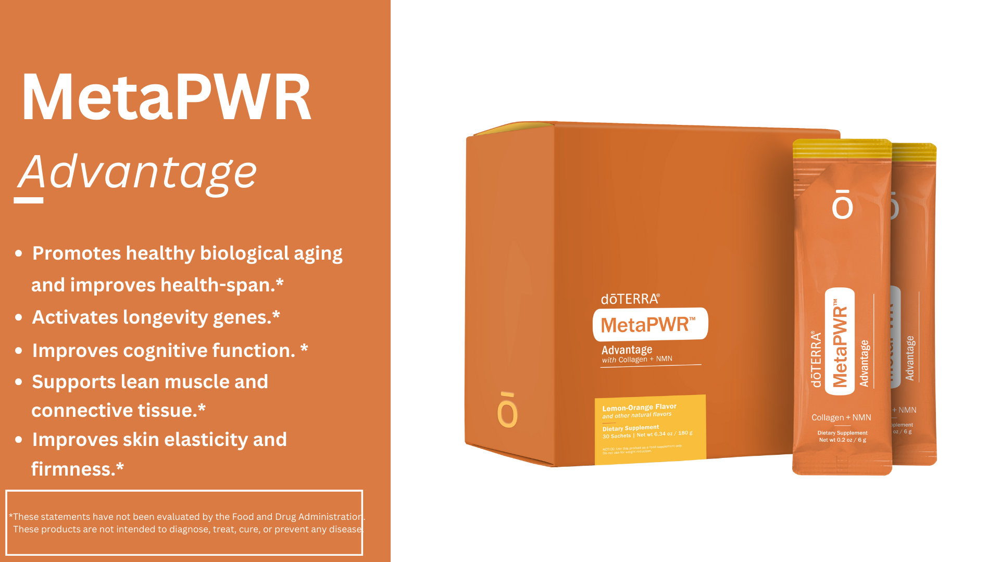 MetaPWR
Advantage
• Promotes healthy biological aging
and improves health-span.*
• Activates longevity genes.*
• Improves cognitive function. *
• Supports lean muscle and
connective tissue.*
• Improves skin elasticity and
firmness.*
*These statements have not been evaluated by the Food and Drug Administration.
These products are not intended to diagnose, treat, cure, or prevent any disease.
dōTERRA®
MetaPWR™
Advantage
with Collagen + NMN
Lemon-Orange Flavor
and other natural flavors
Dietary Supplement
30 Sachets | Net wt 6.34 oz / 180 g
NOTICE: Use this product as a food supplement only.
Do not use for weight reduction.
ō
ō
dōTERRA®
MetaPWR™
Advantage
Collagen + NMN
Dietary Supplement
Net wt 0.2 oz / 6 g
ō
Advantage
+ NMN
oz / 6 g